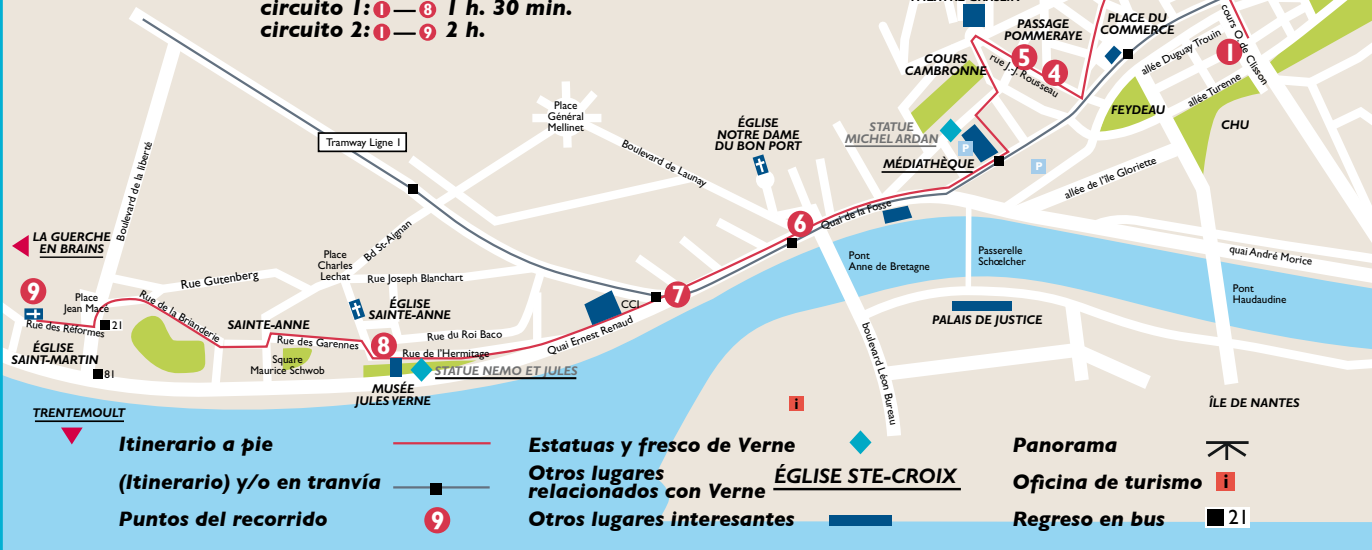 circuito 1: 1 — 8 1 h. 30 min.
circuito 2: 1 — 9 2 h.
PASSAGE
POMMERAYE
PLACE DU
COMMERCE
cours O. de Clisson
allée Duguay Trouin
1
5
4
rue J.-J. Rousseau
COURS
CAMBRONNE
allée Turenne
FEYDEAU
CHU
Place
Général
Mellinet
ÉGLISE
NOTRE DAME
DU BON PORT
STATUE
MICHEL ARDAN
P
MÉDIATHÈQUE
P
Tramway Ligne 1
Boulevard de la liberté
Boulevard de Launay
allée de l'île Gloriette
LA GUERCHE
EN BRAINS
Bd St-Aignan
6
Quai de la Fosse
Place
Charles
Lechat
Rue Gutenberg
Rue Joseph Blanchart
Pont
Anne de Bretagne
Passerelle
Schœlcher
quai André Morice
9
Place
Jean Macé
Rue de la Brianderie
7
CCI
Pont
Haudaudine
Rue des Réformes
21
SAINTE-ANNE
ÉGLISE
SAINTE-ANNE
Quai Ernest Renaud
PALAIS DE JUSTICE
ÉGLISE
SAINT-MARTIN
Rue des Garennes
8
Rue du Roi Baco
Rue de l'Hermitage
boulevard Léon Bureau
81
Square
Maurice Schwob
STATUE NEMO ET JULES
MUSÉE
JULES VERNE
i
ÎLE DE NANTES
TRENTEMOULT
Itinerario a pie
(Itinerario) y/o en tranvía
Puntos del recorrido
9
Estatuas y fresco de Verne
Otros lugares
relacionados con Verne
ÉGLISE STE-CROIX
Otros lugares interesantes
Panorama
Oficina de turismo
i
Regreso en bus
21